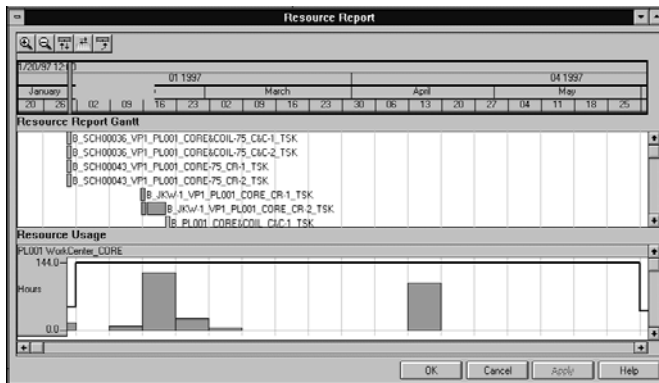 Resource Report
1/20/97 12:
01 1997 04 1997
January March April May
20 26 02 09 16 23 02 09 16 23 30 06 13 20 27 04 11 18 25
Resource Report Gantt
B_SCH00036_VP1_PL001_CORE&COIL-75_C&C-1_TSK
B_SCH00036_VP1_PL001_CORE&COIL-75_C&C-2_TSK
B_SCH00043_VP1_PL001_CORE-75_CR-1_TSK
B_SCH00043_VP1_PL001_CORE-75_CR-2_TSK
B_JKW-1_VP1_PL001_CORE_CR-1_TSK
B_JKW-1_VP1_PL001_CORE_CR-2_TSK
B_PL001_CORE&COIL_C&C-1_TSK
Resource Usage
PL001 WorkCenter_CORE
144.0
Hours
0.0
OK Cancel Apply Help